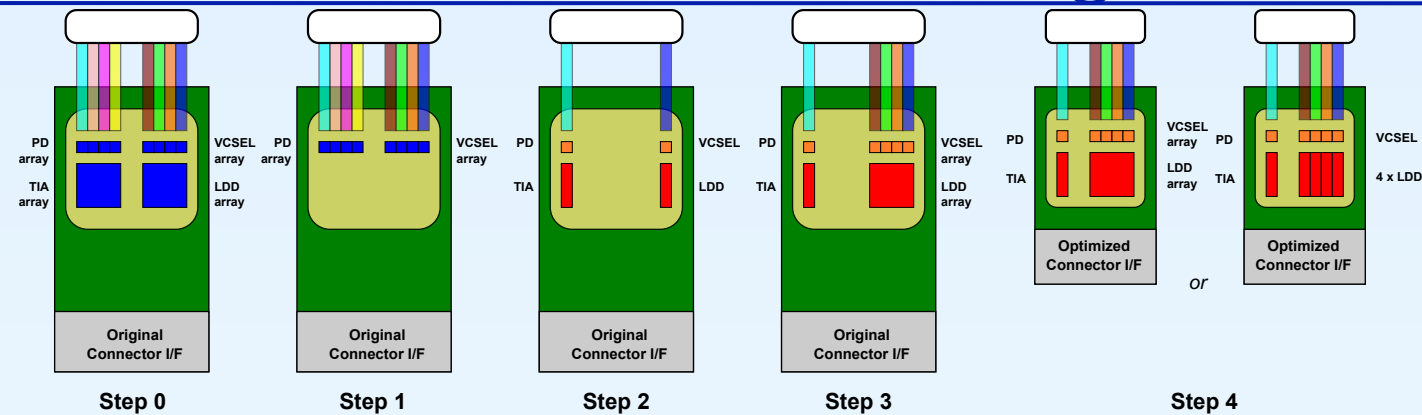 PD
array
TIA
array
VCSEL
array
LDD
array
Original
Connector I/F
Step 0
PD
array
VCSEL
array
Original
Connector I/F
Step 1
PD
TIA
VCSEL
LDD
Original
Connector I/F
Step 2
PD
TIA
VCSEL
array
LDD
array
Original
Connector I/F
Step 3
PD
TIA
VCSEL
array
LDD
array
Optimized
Connector I/F
or
PD
TIA
VCSEL
4 x LDD
Optimized
Connector I/F
Step 4